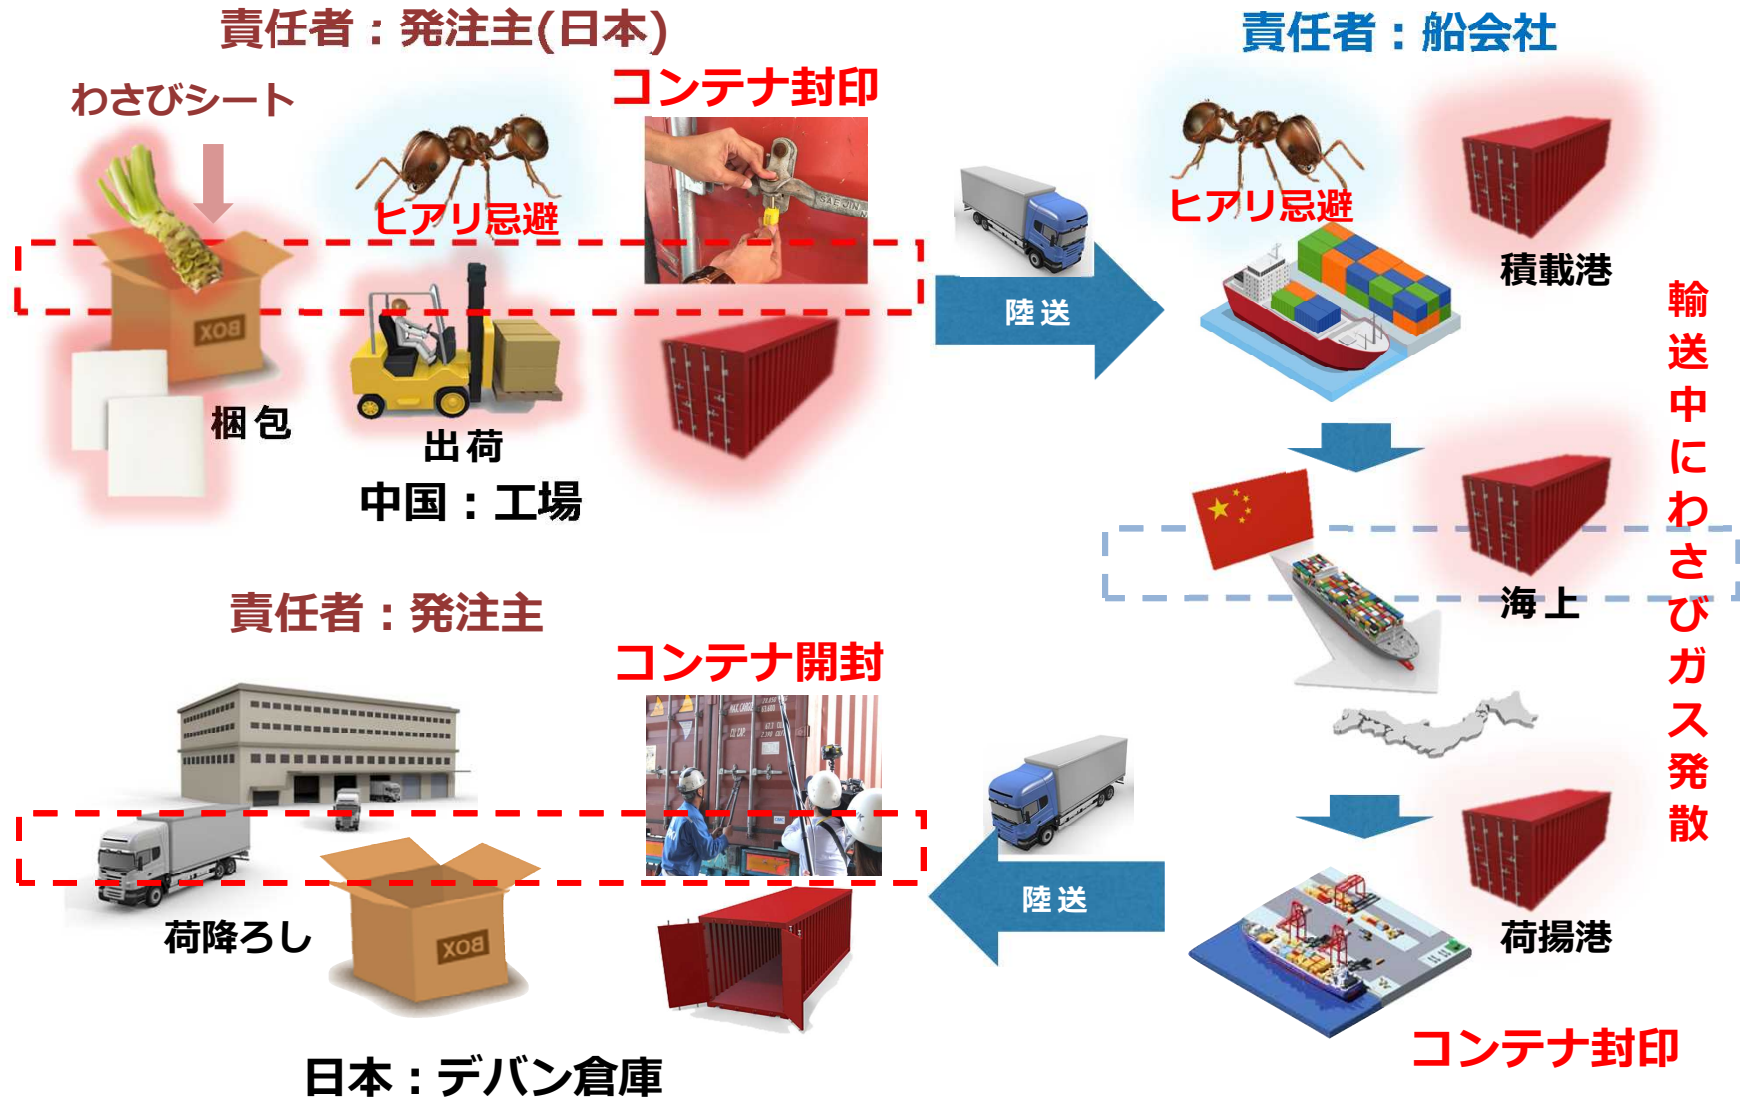 責任者：発注主(日本)
わさびシート
コンテナ封印
ヒアリ忌避
SAEJIN
BOX
梱包
出荷
中国：工場
陸送
責任者：船会社
ヒアリ忌避
積載港
海上
荷揚港
コンテナ封印
輸送中にわさびガス発散
陸送
責任者：発注主
コンテナ開封
荷降ろし
BOX
日本：デバン倉庫